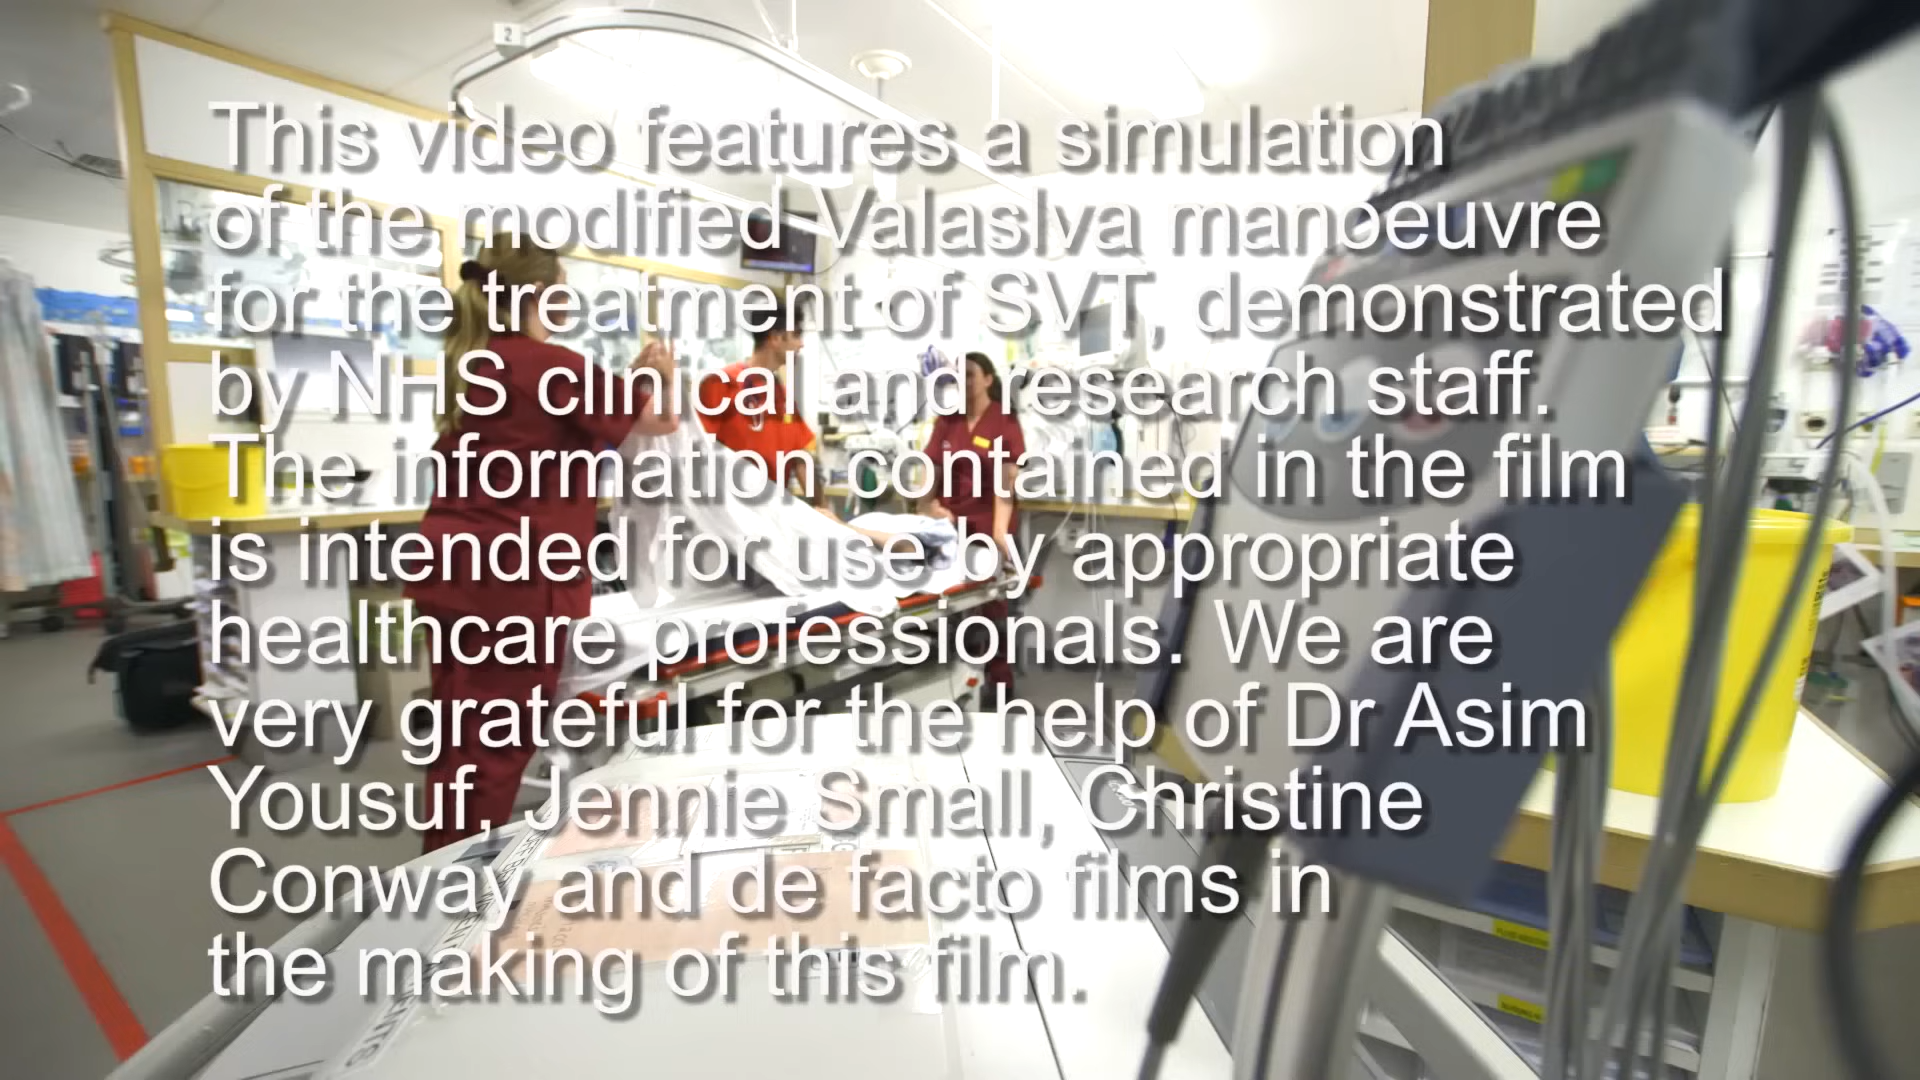 2
This video features a simulation
of the modified Valaslva manoeuvre
for the treatment of SVT, demonstrated
by NHS clinical and research staff.
The information contained in the film
is intended for use by appropriate
healthcare professionals. We are
very grateful for the help of Dr Asim
Yousuf, Jennie Small, Christine
Conway and de facto films in
the making of this film.